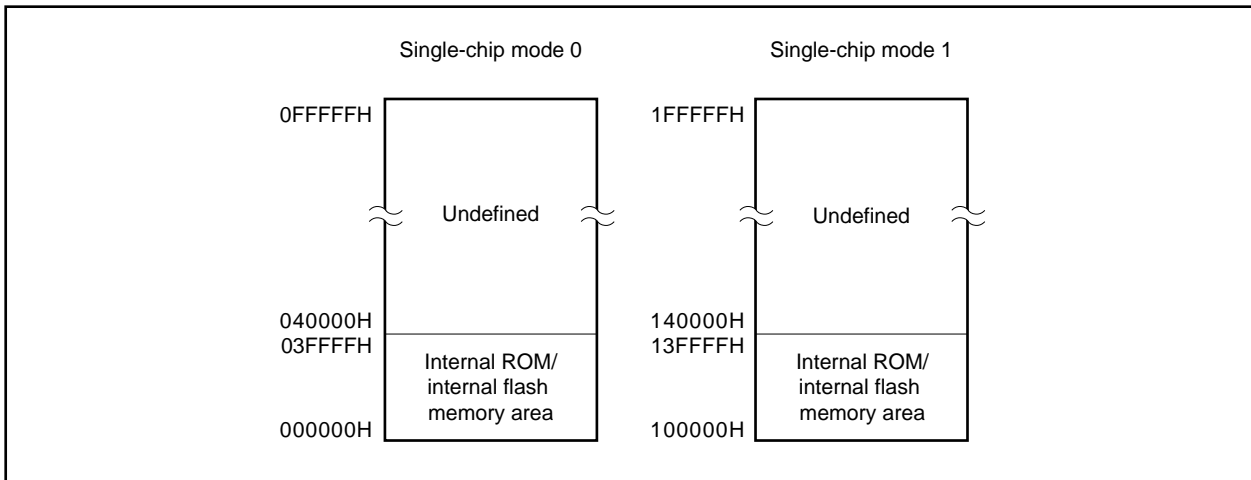 Single-chip mode 0
0FFFFFH
Undefined
040000H
03FFFFH
Internal ROM/
internal flash
memory area
000000H
Single-chip mode 1
1FFFFFH
Undefined
140000H
13FFFFH
Internal ROM/
internal flash
memory area
100000H